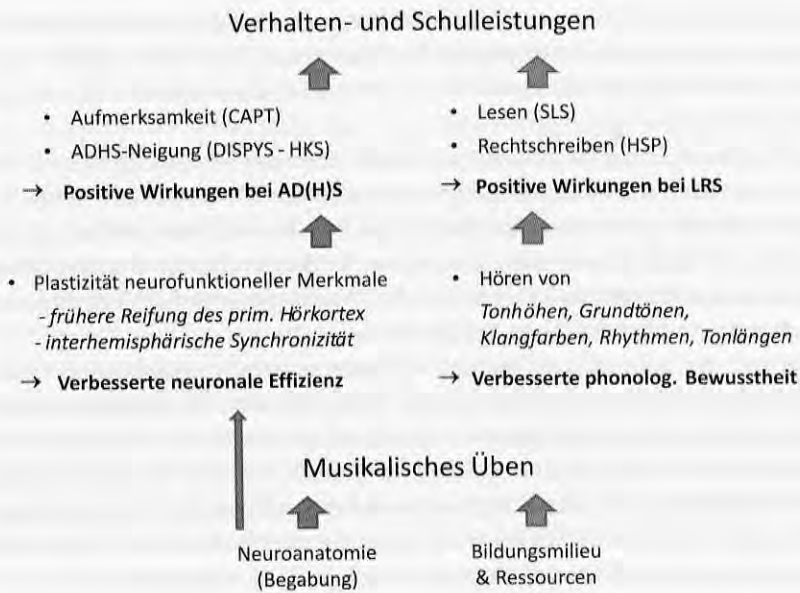 Verhalten- und Schulleistungen
• Aufmerksamkeit (CAPT)
• ADHS-Neigung (DISPYS - HKS)
→ Positive Wirkungen bei AD(H)S
• Lesen (SLS)
• Rechtschreiben (HSP)
→ Positive Wirkungen bei LRS
• Plastizität neurofunktioneller Merkmale
- frühere Reifung des prim. Hörkortex
- interhemisphärische Synchronizität
→ Verbesserte neuronale Effizienz
• Hören von
Tonhöhen, Grundtönen,
Klangfarben, Rhythmen, Tonlängen
→ Verbesserte phonolog. Bewusstheit
Musikalisches Üben
Neuroanatomie
(Begabung)
Bildungsmilieu
& Ressourcen